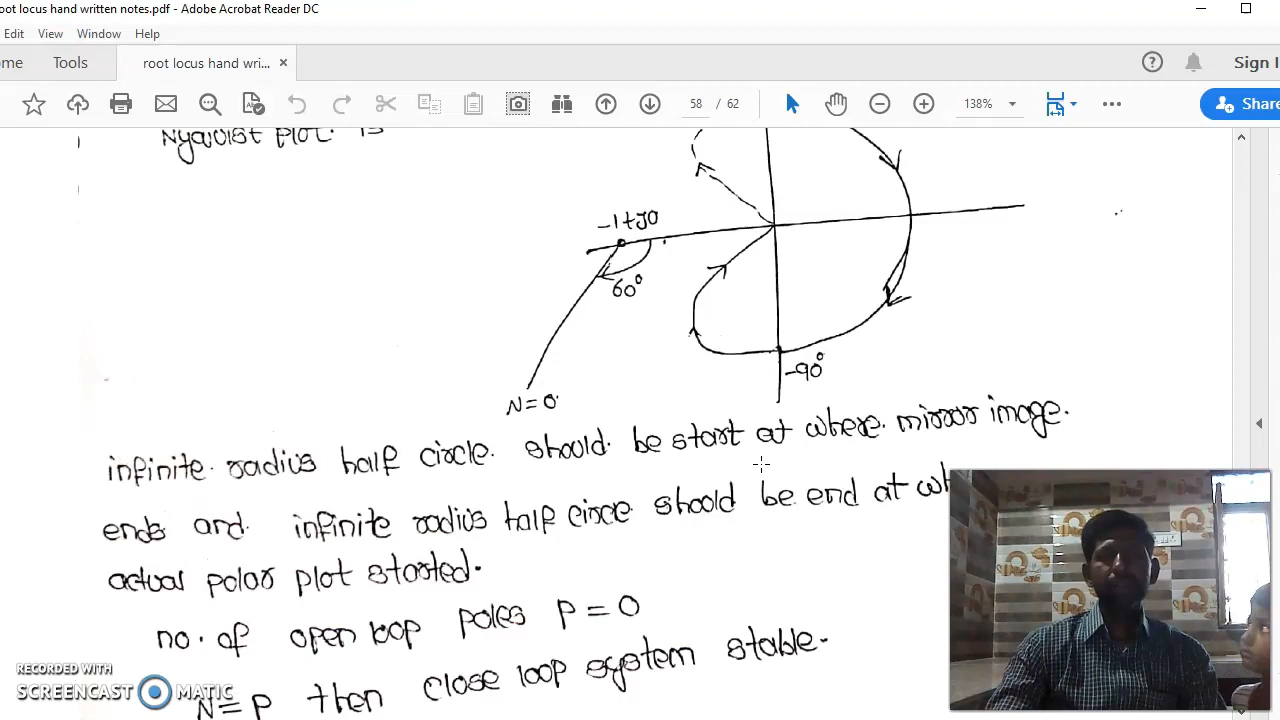 oot locus hand written notes.pdf - Adobe Acrobat Reader DC
Edit View Window Help
ome Tools root locus hand wri... × Sign I
58 / 62 138% Share
Nyquist plot is
-1+j0
60°
-90°
N=0
infinite radius half circle should be start at where mirror image
ends and infinite radius half circle should be end at wh
actual polar plot started.
no. of open loop poles P = 0
N = P then close loop system stable.
RECORDED WITH
SCREENCAST MATIC